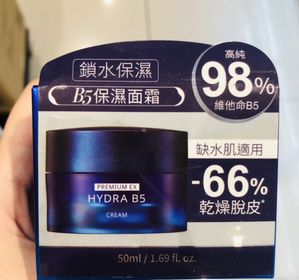 鎖水保濕
B5保濕面霜
高純
98%
維他命B5
缺水肌適用
-66%
乾燥脫皮*
PREMIUM EX
HYDRA B5
CREAM
50ml / 1.69 fl. oz.